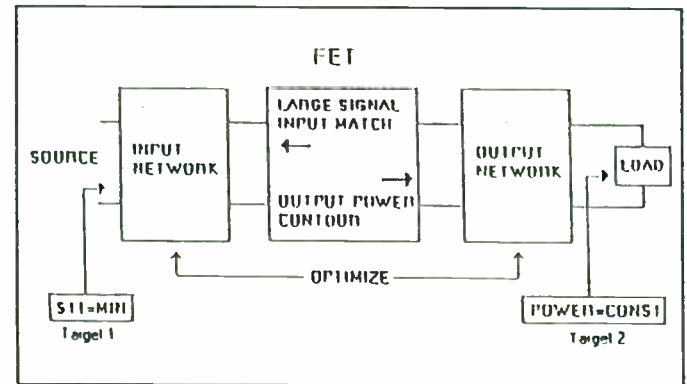 FET
LARGE SIGNAL
INPUT MATCH
SOURCE
INPUT
NETWORK
OUTPUT
NETWORK
LOAD
OUTPUT POWER
CONTOUR
OPTIMIZE
S11=MIN
Target 1
POWER=CONST
Target 2